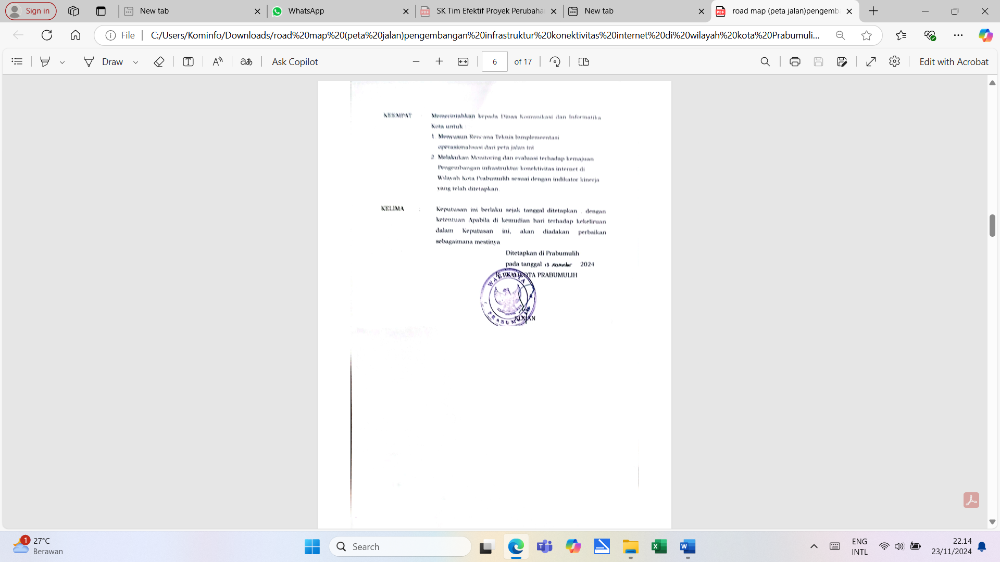 Sign in
New tab
WhatsApp
SK Tim Efektif Proyek Perubaha
New tab
road map (peta jalan)pengemb
File
C:/Users/Kominfo/Downloads/road%20map%20(peta%20jalan)pengembangan%20infrastruktur%20konektivitas%20internet%20di%20wilayah%20kota%20Prabumuli...
Draw
Ask Copilot
6 of 17
Edit with Acrobat
KEEMPAT : Memerintahkan kepada Dinas Komunikasi dan Informatika
Kota untuk
1 Menyusun Rencana Teknis Inmplemeentasi
operasionalisasi dari peta jalan ini
2 Melakukan Monitoring dan evaluasi terhadap kemajuan
Pengembangan infrastruktur konektivitas internet di
Wilayah Kota Prabumulih sesuai dengan indikator kinerja
yang telah ditetapkan.
KELIMA : Keputusan ini berlaku sejak tanggal ditetapkan . dengan
ketentuan Apabila di kemudian hari terhadap kekeliruan
dalam Keputusan ini, akan diadakan perbaikan
sebagaimana mestinya
Ditetapkan di Prabumulih
pada tanggal 13 November 2024
WALIKOTA PRABUMULIH
WALIKOTA
PRABUMULIH
1
27°C
Berawan
Search
ENG
INTL
22.14
23/11/2024